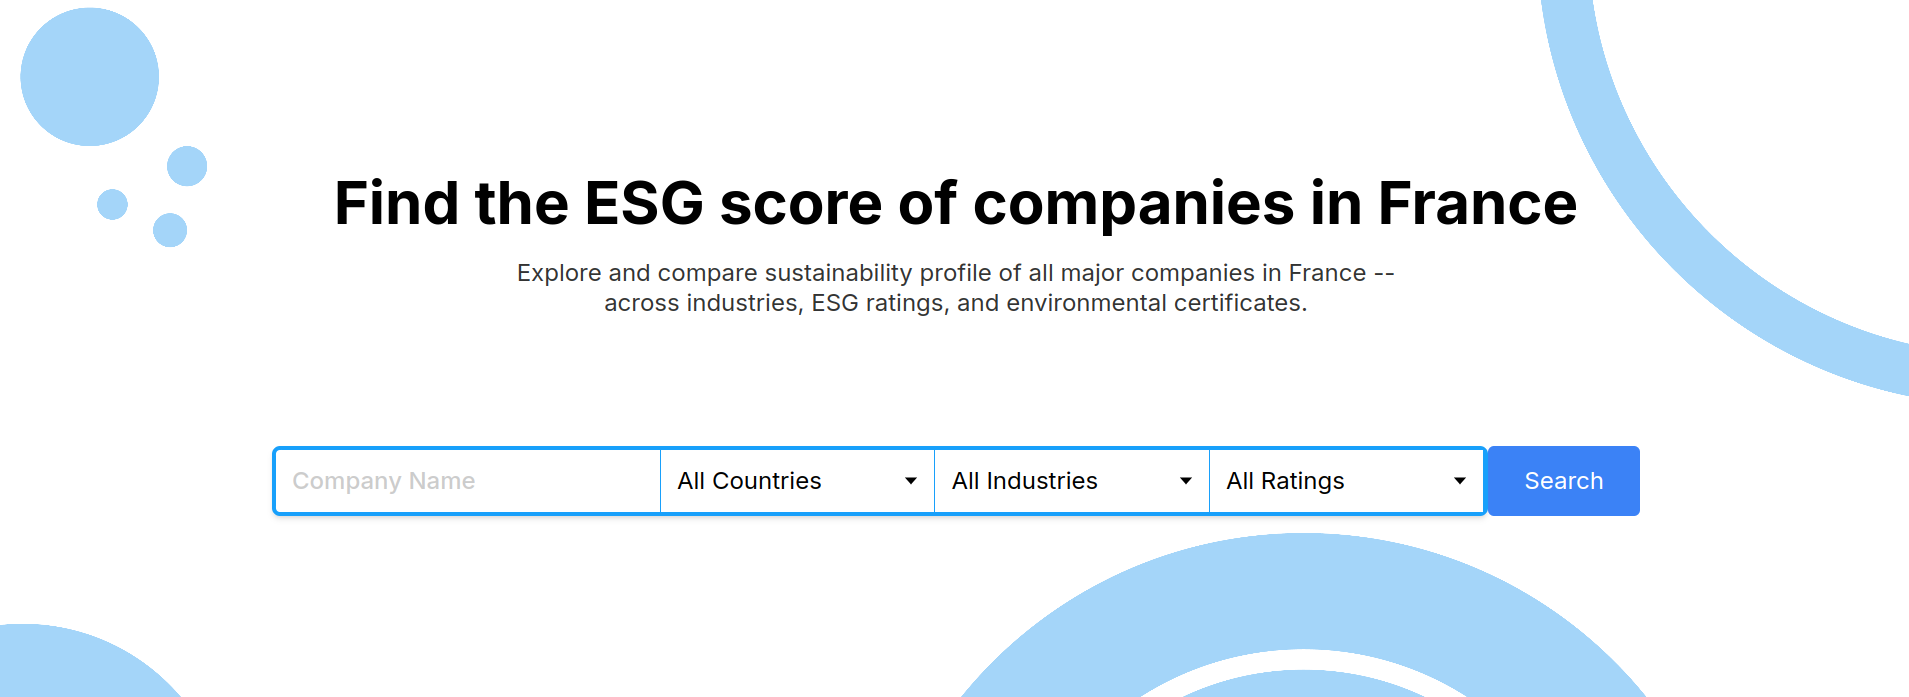 Find the ESG score of companies in France
Explore and compare sustainability profile of all major companies in France --
across industries, ESG ratings, and environmental certificates.
Company Name All Countries All Industries All Ratings Search